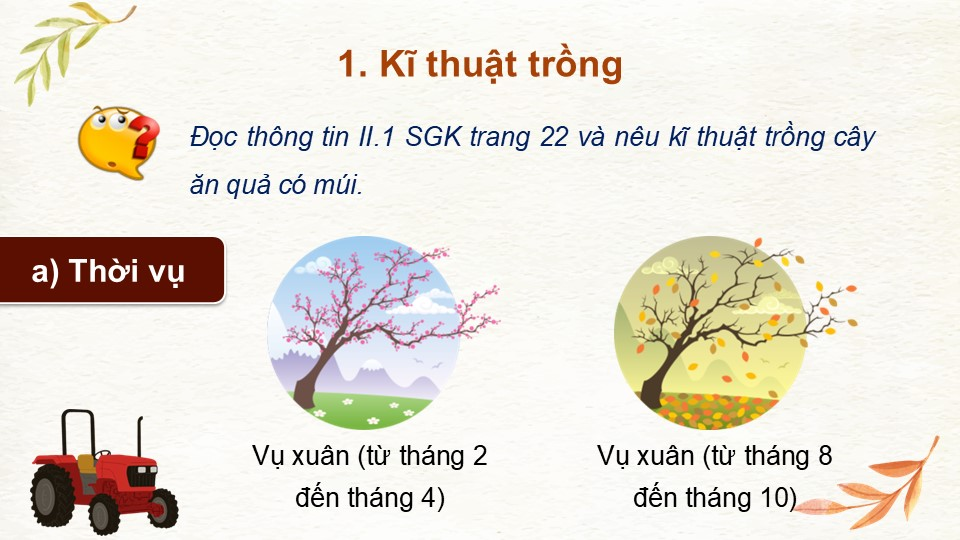 1. Kĩ thuật trồng
Đọc thông tin II.1 SGK trang 22 và nêu kĩ thuật trồng cây
ăn quả có múi.
a) Thời vụ
Vụ xuân (từ tháng 2
đến tháng 4)
Vụ xuân (từ tháng 8
đến tháng 10)